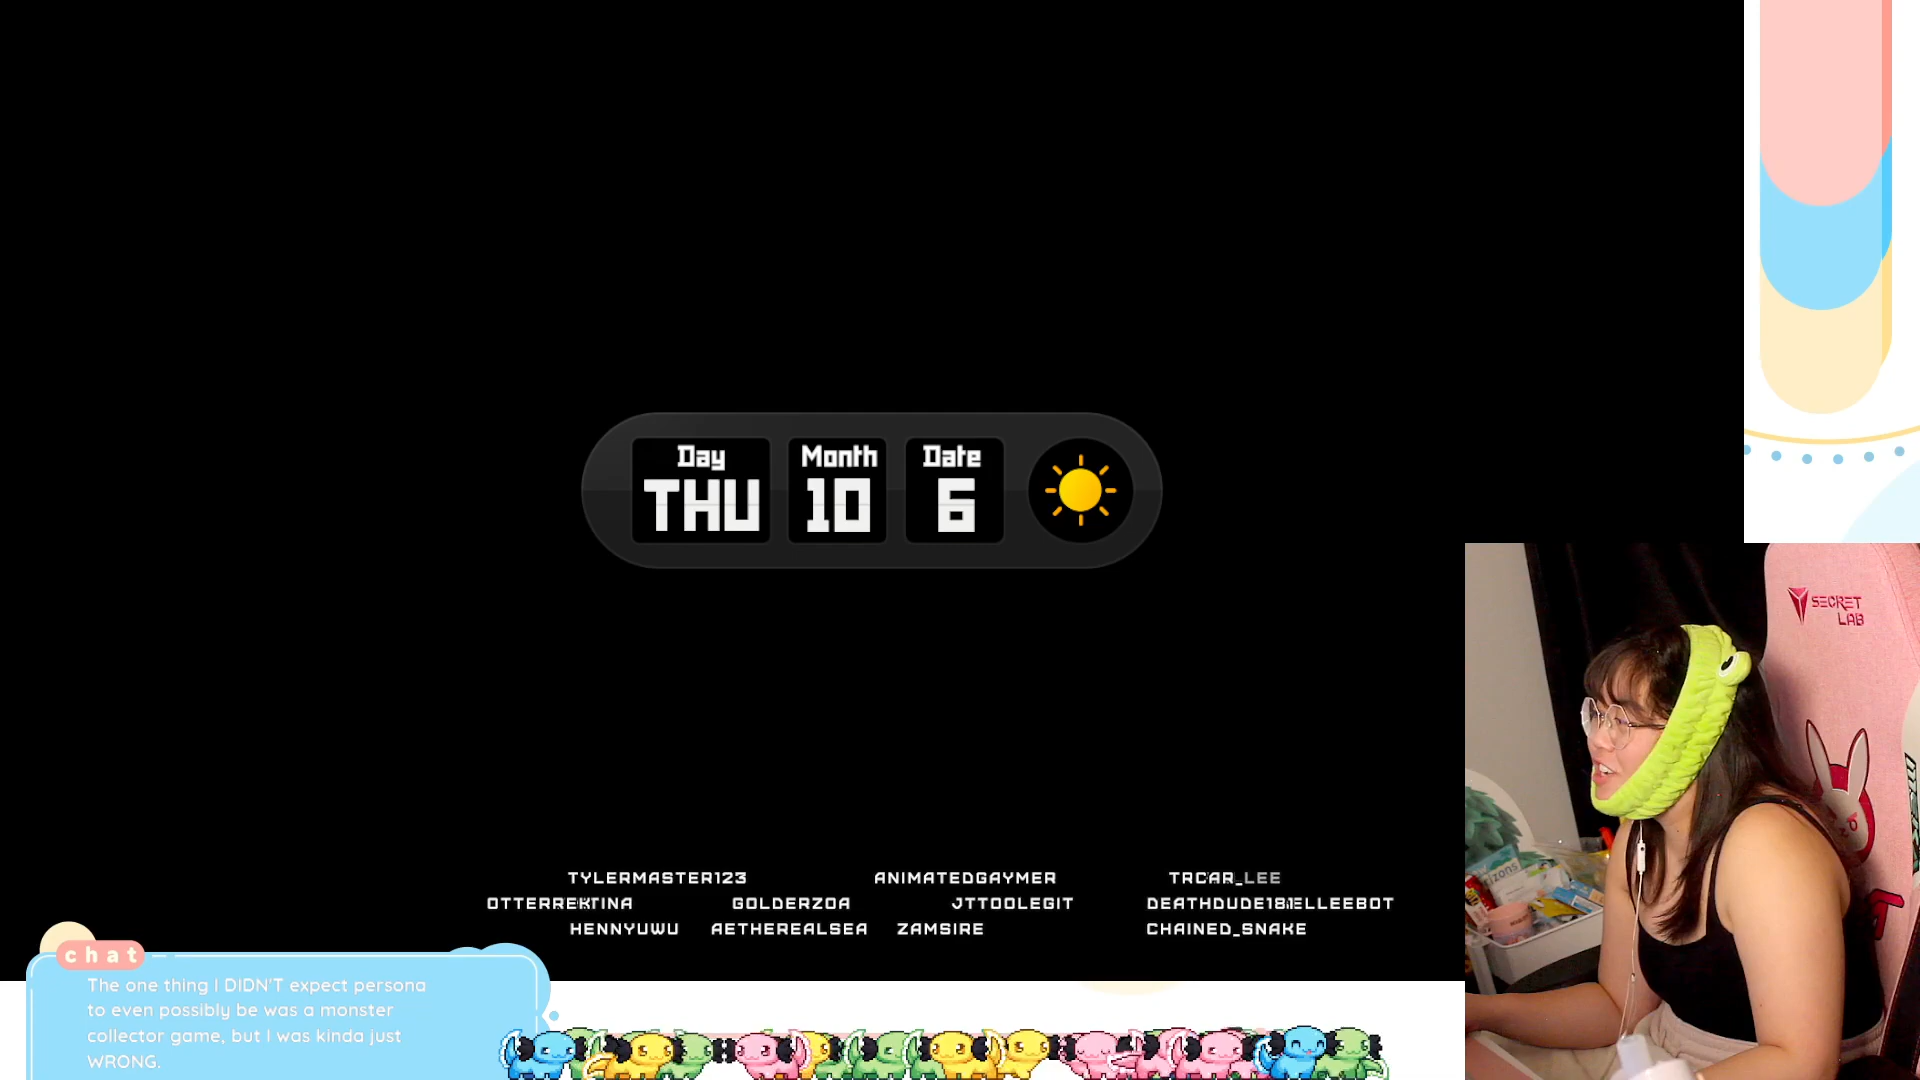 Day
THU
Month
10
Date
6
SECRET
LAB
TYLERMASTER123 ANIMATEDGAYMER
GOLDERZOA JTTOOLEGIT
HENNYUWU AETHEREALSEA ZAMSIRE CHAINED_SNAKE
chat
The one thing I DIDN'T expect persona
to even possibly be was a monster
collector game, but I was kinda just
WRONG.